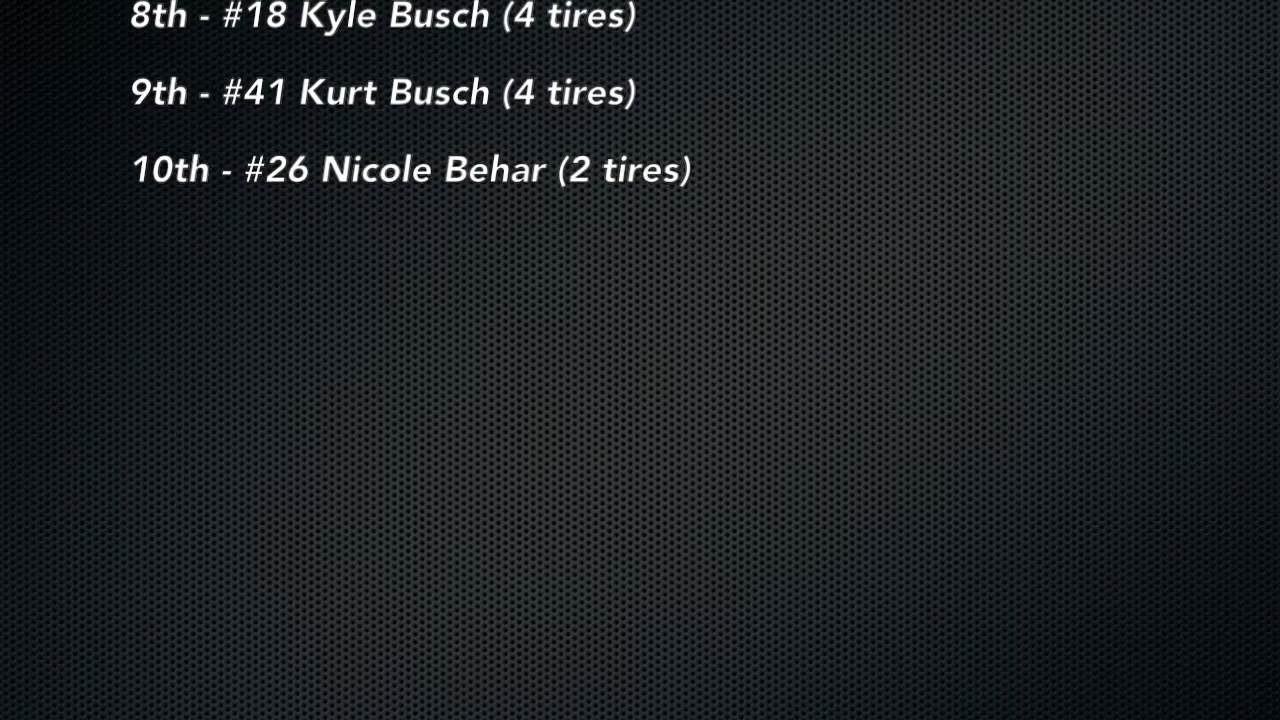 8th - #18 Kyle Busch (4 tires)
9th - #41 Kurt Busch (4 tires)
10th - #26 Nicole Behar (2 tires)